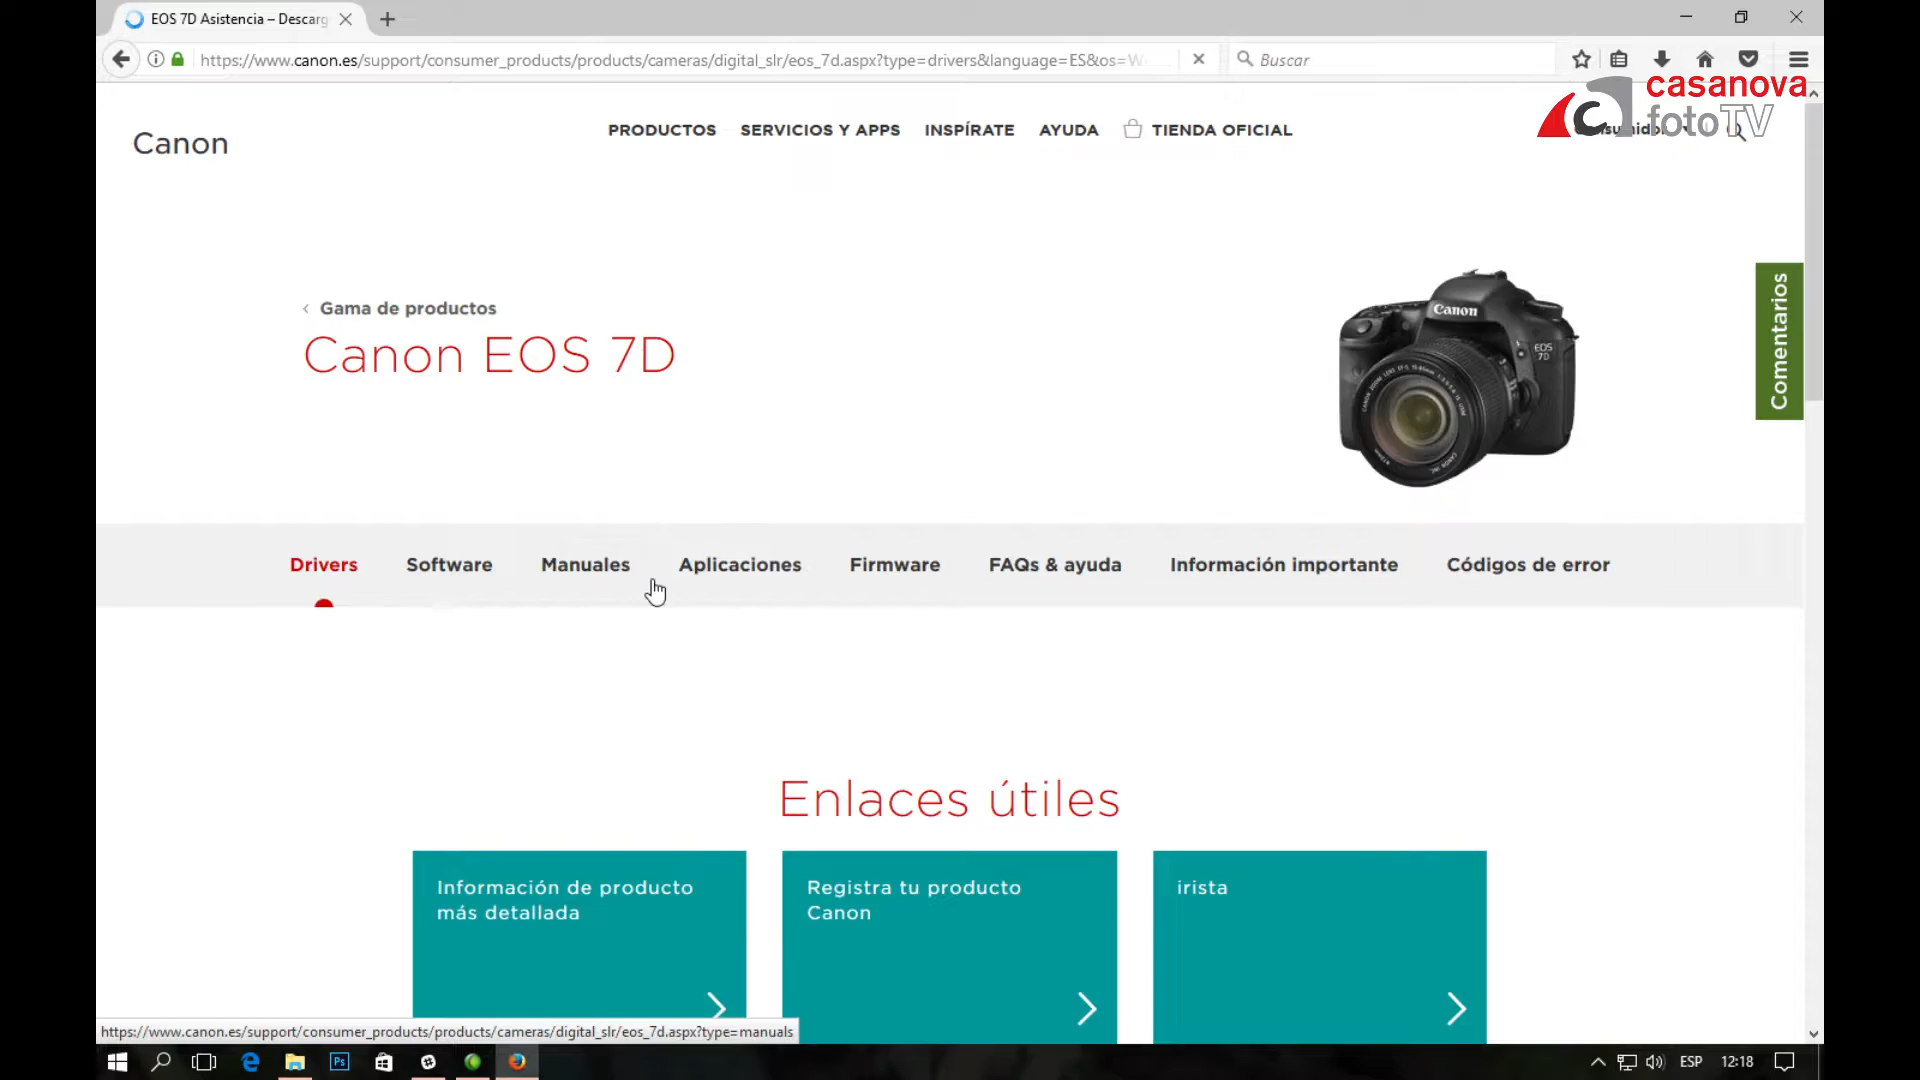 EOS 7D Asistencia – Descarg
https://www.canon.es/support/consumer_products/products/cameras/digital_slr/eos_7d.aspx?type=drivers&language=ES&os=W
Buscar
casanova
fotoTV
Canon
PRODUCTOS SERVICIOS Y APPS INSPÍRATE AYUDA TIENDA OFICIAL
Comentarios
Gama de productos
Canon EOS 7D
Canon
EOS
7D
Drivers Software Manuales Aplicaciones Firmware FAQs & ayuda Información importante Códigos de error
Enlaces útiles
Información de producto
más detallada
Registra tu producto
Canon
irista
https://www.canon.es/support/consumer_products/products/cameras/digital_slr/eos_7d.aspx?type=manuals
Ps
ESP 12:18